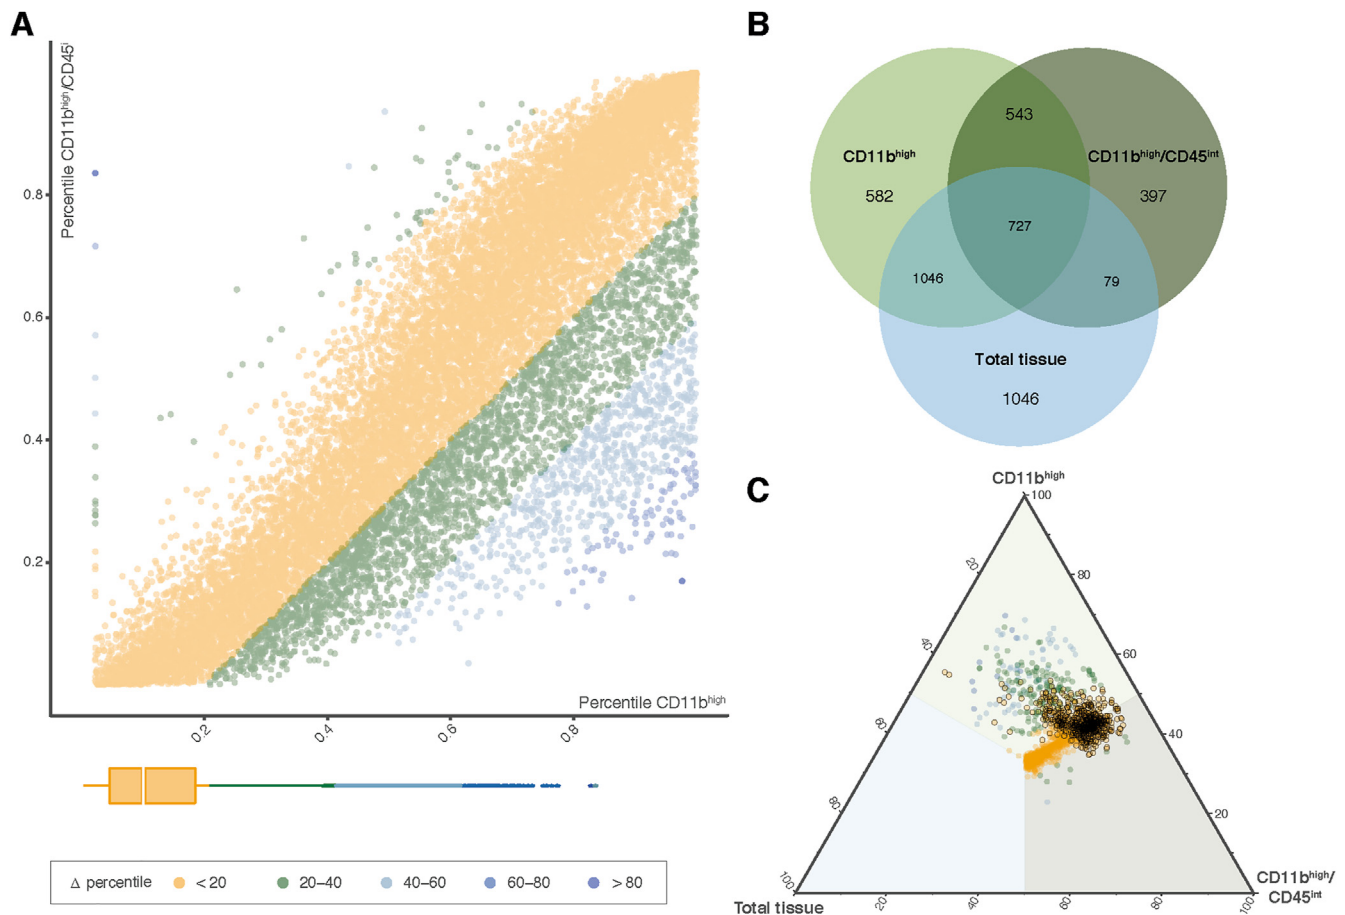 A
Percentile CD11bhigh/CD45i
0.8
0.6
0.4
0.2
Percentile CD11bhigh
0.2
0.4
0.6
0.8
Δ percentile
< 20
20–40
40–60
60–80
> 80
B
543
CD11bhigh
CD11bhigh/CD45int
582
397
727
1046
79
Total tissue
1046
C
CD11bhigh
100
20
80
40
60
60
40
80
20
100
Total tissue
20
40
60
80
100
CD11bhigh/
CD45int